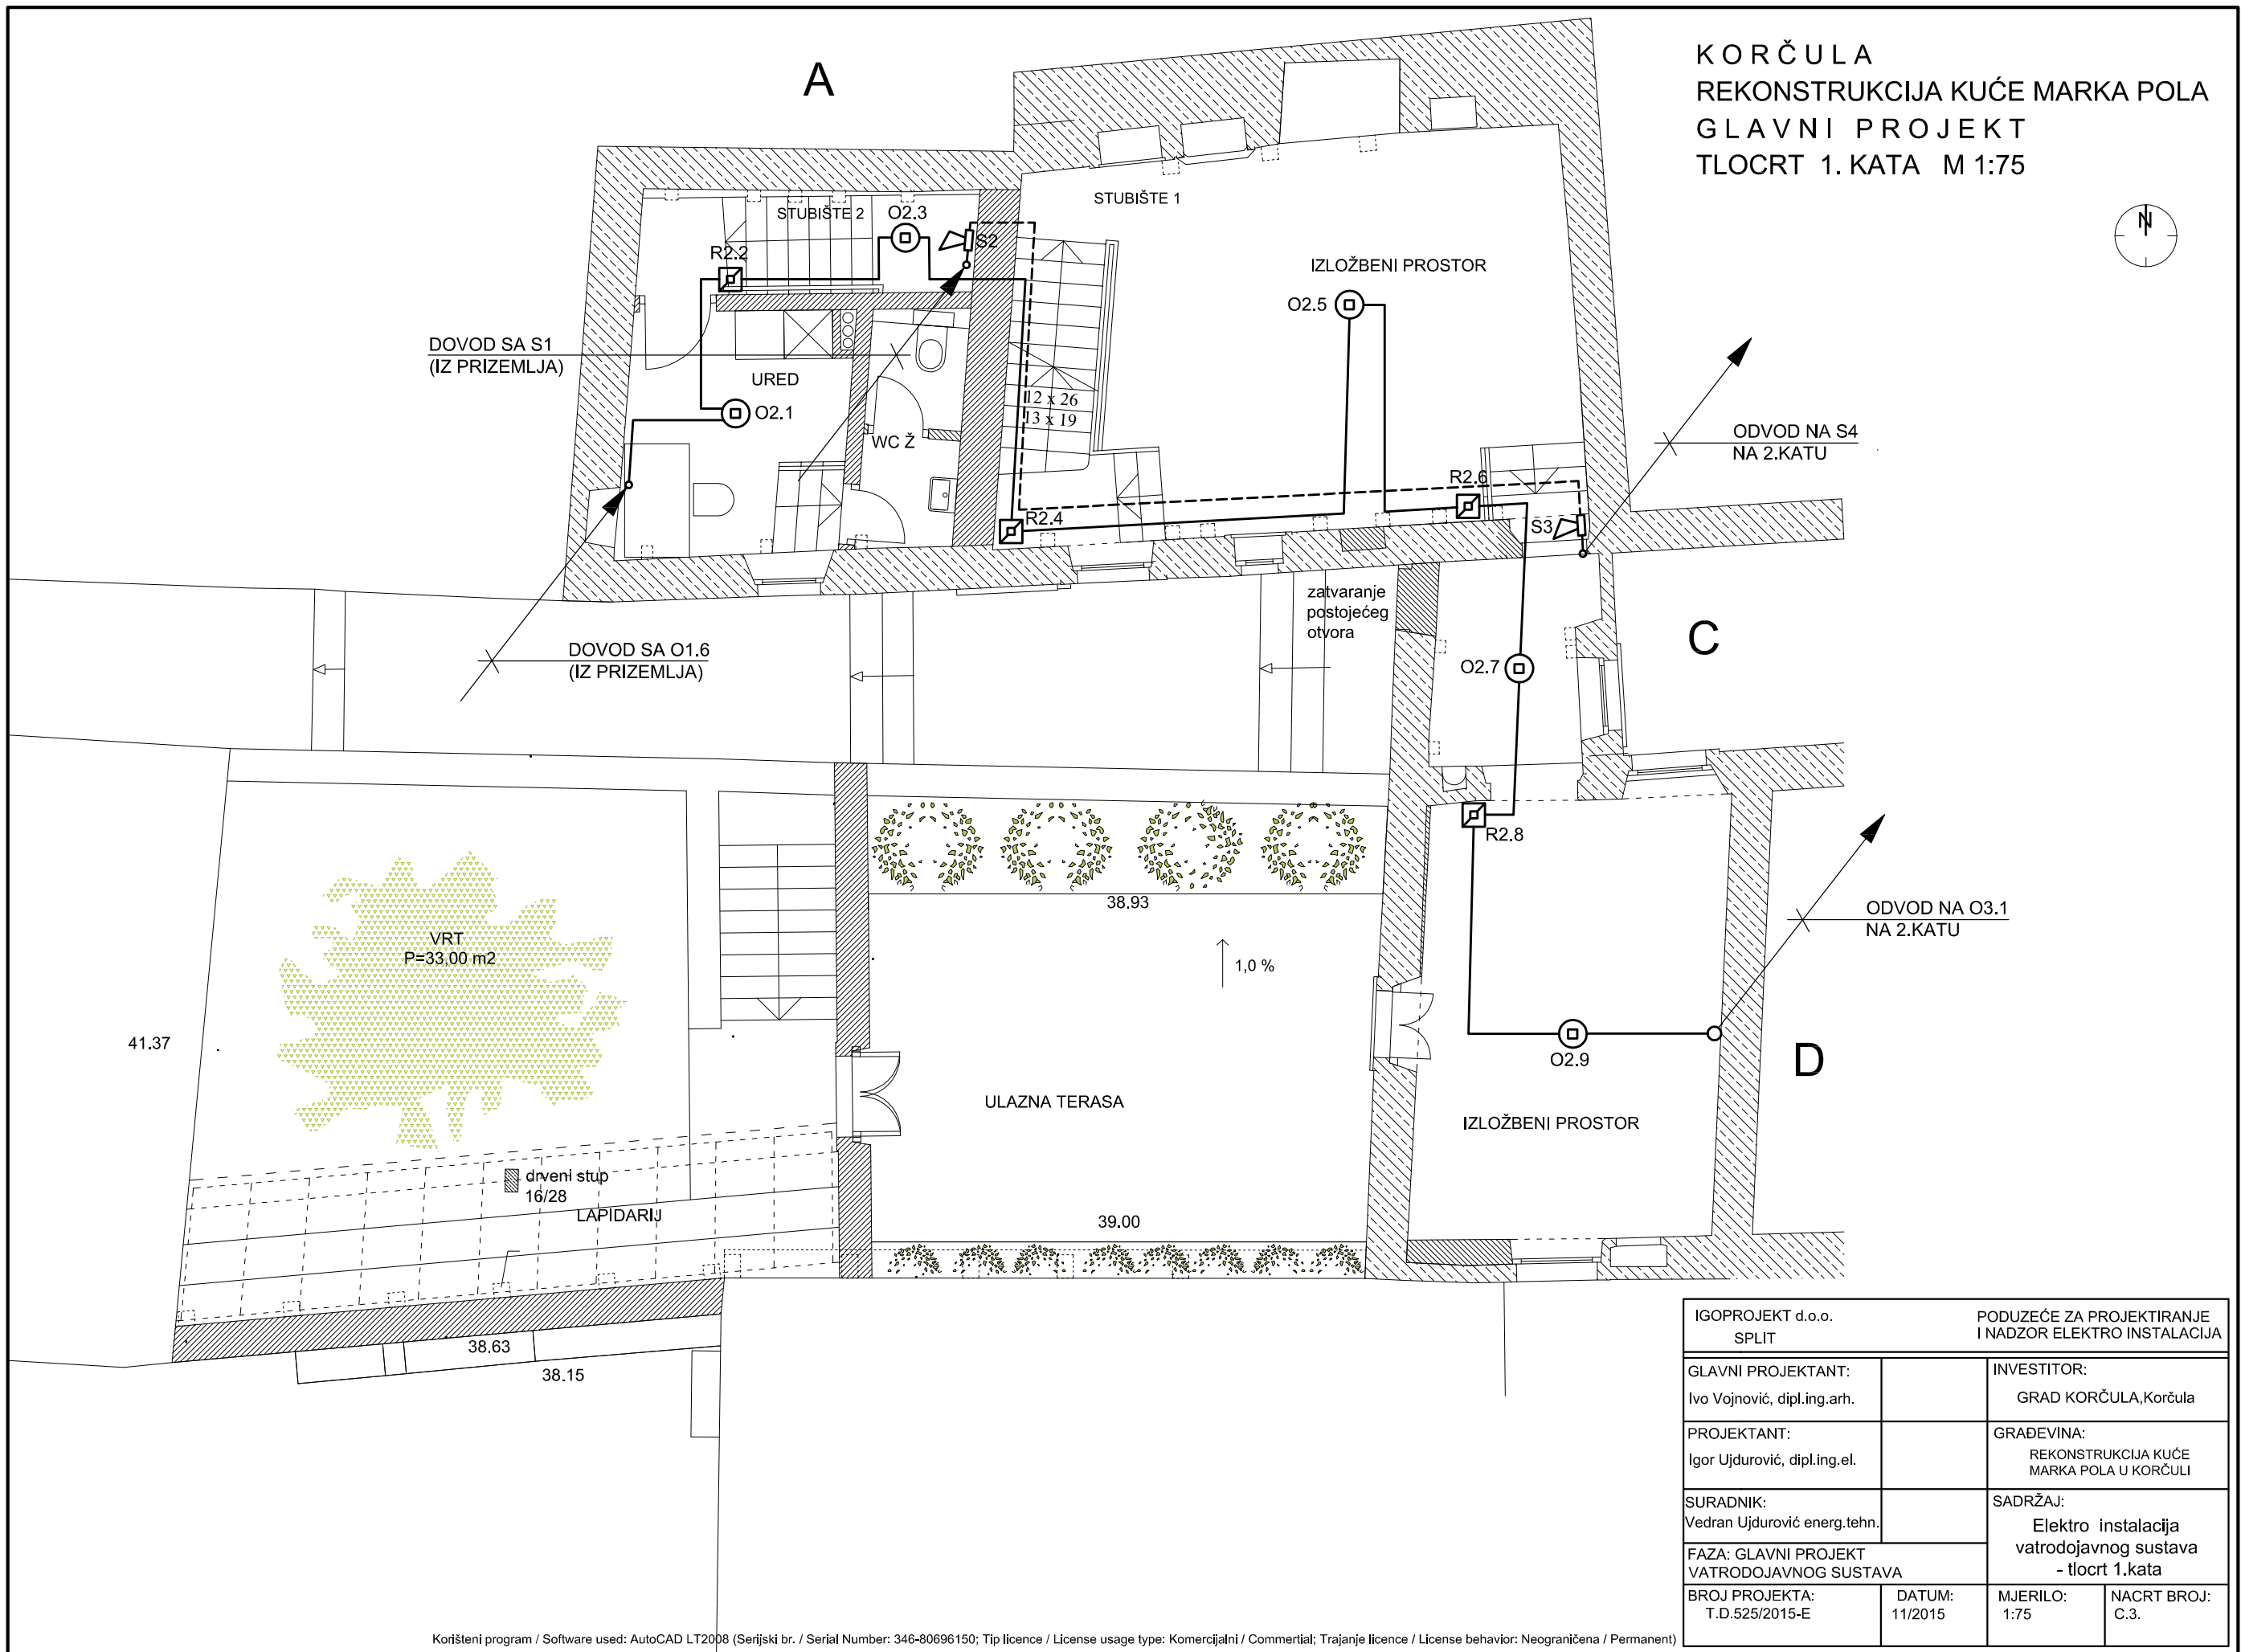 A
KORČULA
REKONSTRUKCIJA KUĆE MARKA POLA
GLAVNI PROJEKT
TLOCRT 1. KATA M 1:75
N
STUBIŠTE 1
STUBIŠTE 2
O2.3
S2
R2.2
IZLOŽBENI PROSTOR
O2.5
DOVOD SA S1
(IZ PRIZEMLJA)
URED
O2.1
12 x 26
13 x 19
WC Ž
ODVOD NA S4
NA 2.KATU
R2.6
R2.4
S3
zatvaranje
postojećeg
otvora
DOVOD SA O1.6
(IZ PRIZEMLJA)
C
O2.7
R2.8
38.93
ODVOD NA O3.1
NA 2.KATU
VRT
P=33,00 m2
1,0 %
41.37
O2.9
D
ULAZNA TERASA
IZLOŽBENI PROSTOR
drveni stup
16/28
LAPIDARIJ
39.00
38.63
38.15
IGOPROJEKT d.o.o.
SPLIT
PODUZEĆE ZA PROJEKTIRANJE
I NADZOR ELEKTRO INSTALACIJA
GLAVNI PROJEKTANT:
Ivo Vojnović, dipl.ing.arh.
INVESTITOR:
GRAD KORČULA,Korčula
PROJEKTANT:
Igor Ujdurović, dipl.ing.el.
GRAĐEVINA:
REKONSTRUKCIJA KUĆE
MARKA POLA U KORČULI
SURADNIK:
Vedran Ujdurović energ.tehn.
SADRŽAJ:
Elektro instalacija
vatrodojavnog sustava
- tlocrt 1.kata
FAZA: GLAVNI PROJEKT
VATRODOJAVNOG SUSTAVA
BROJ PROJEKTA:
T.D.525/2015-E
DATUM:
11/2015
MJERILO:
1:75
NACRT BROJ:
C.3.
Korišteni program / Software used: AutoCAD LT2008 (Serijski br. / Serial Number: 346-80696150; Tip licence / License usage type: Komercijalni / Commertial; Trajanje licence / License behavior: Neograničena / Permanent)